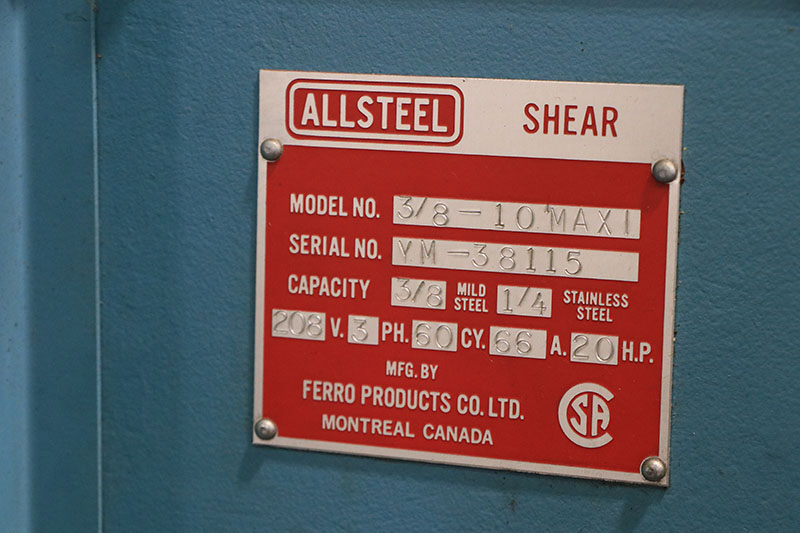 ALLSTEEL SHEAR
MODEL NO. 3/8-10'MAXI
SERIAL NO. YM-38115
CAPACITY 3/8 MILD STEEL 1/4 STAINLESS STEEL
208 V. 3 PH. 60 CY. 66 A. 20 H.P.
MFG. BY
FERRO PRODUCTS CO. LTD.
MONTREAL CANADA
CSA